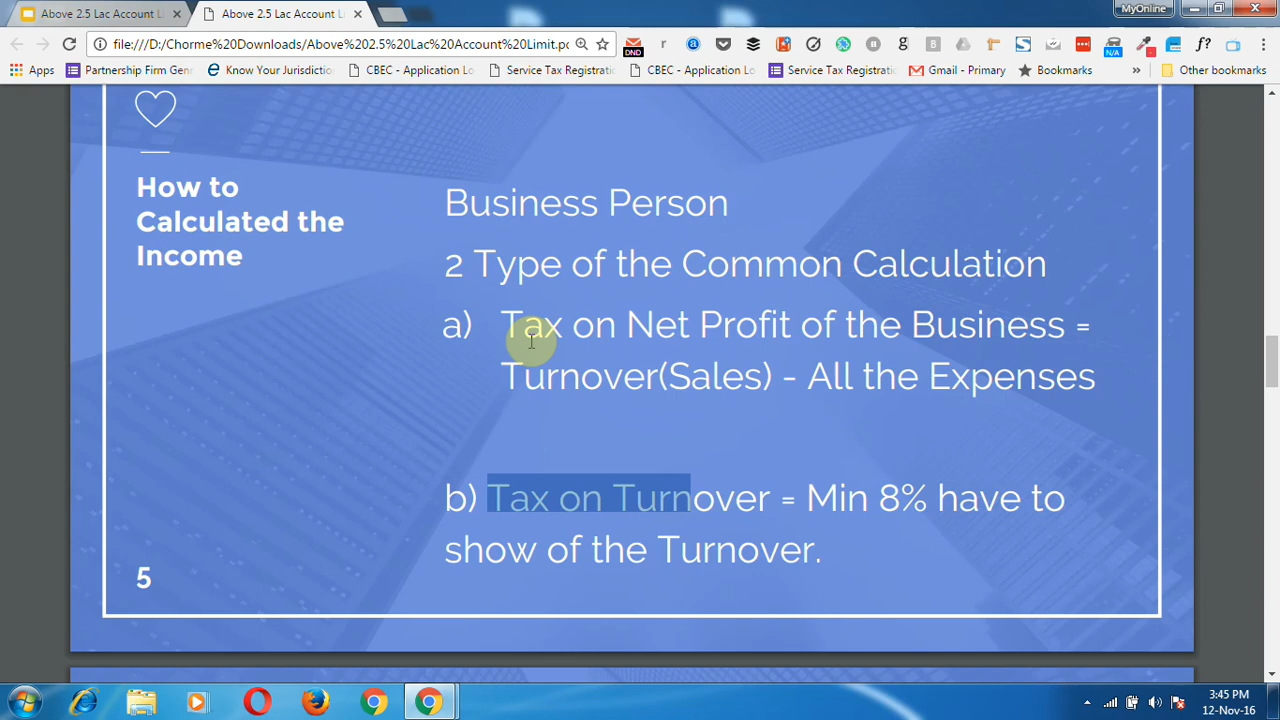 Above 2.5 Lac Account L
Above 2.5 Lac Account Li
MyOnline
file:///D:/Chorme%20Downloads/Above%202.5%20Lac%20Account%20Limit.pd
DND
N/A
Apps
Partnership Firm Gene
Know Your Jurisdictio
CBEC - Application Lo
Service Tax Registrati
CBEC - Application Lo
Service Tax Registratio
Gmail - Primary
Bookmarks
»
Other bookmarks
How to
Calculated the
Income
Business Person
2 Type of the Common Calculation
a) Tax on Net Profit of the Business =
Turnover(Sales) - All the Expenses
b) Tax on Turnover = Min 8% have to
show of the Turnover.
5
3:45 PM
12-Nov-16